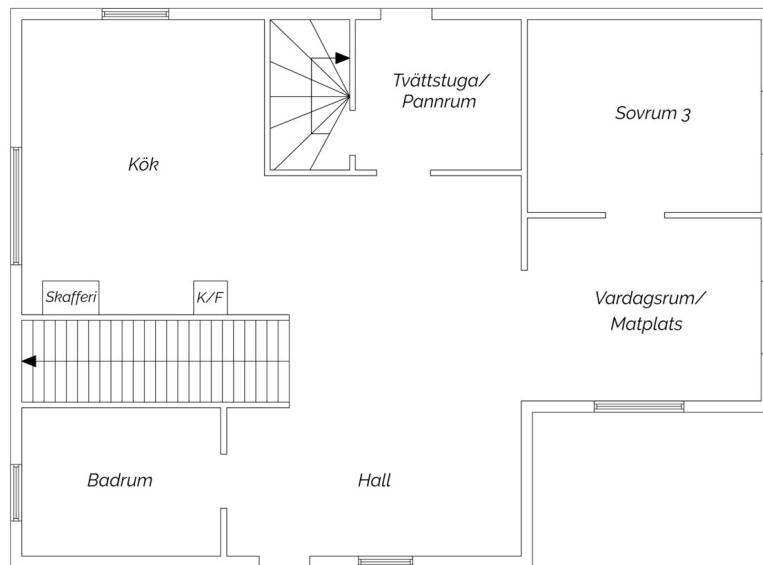 Tvättstuga/
Pannrum
Sovrum 3
Kök
Skafferi
K/F
Vardagsrum/
Matplats
Badrum
Hall